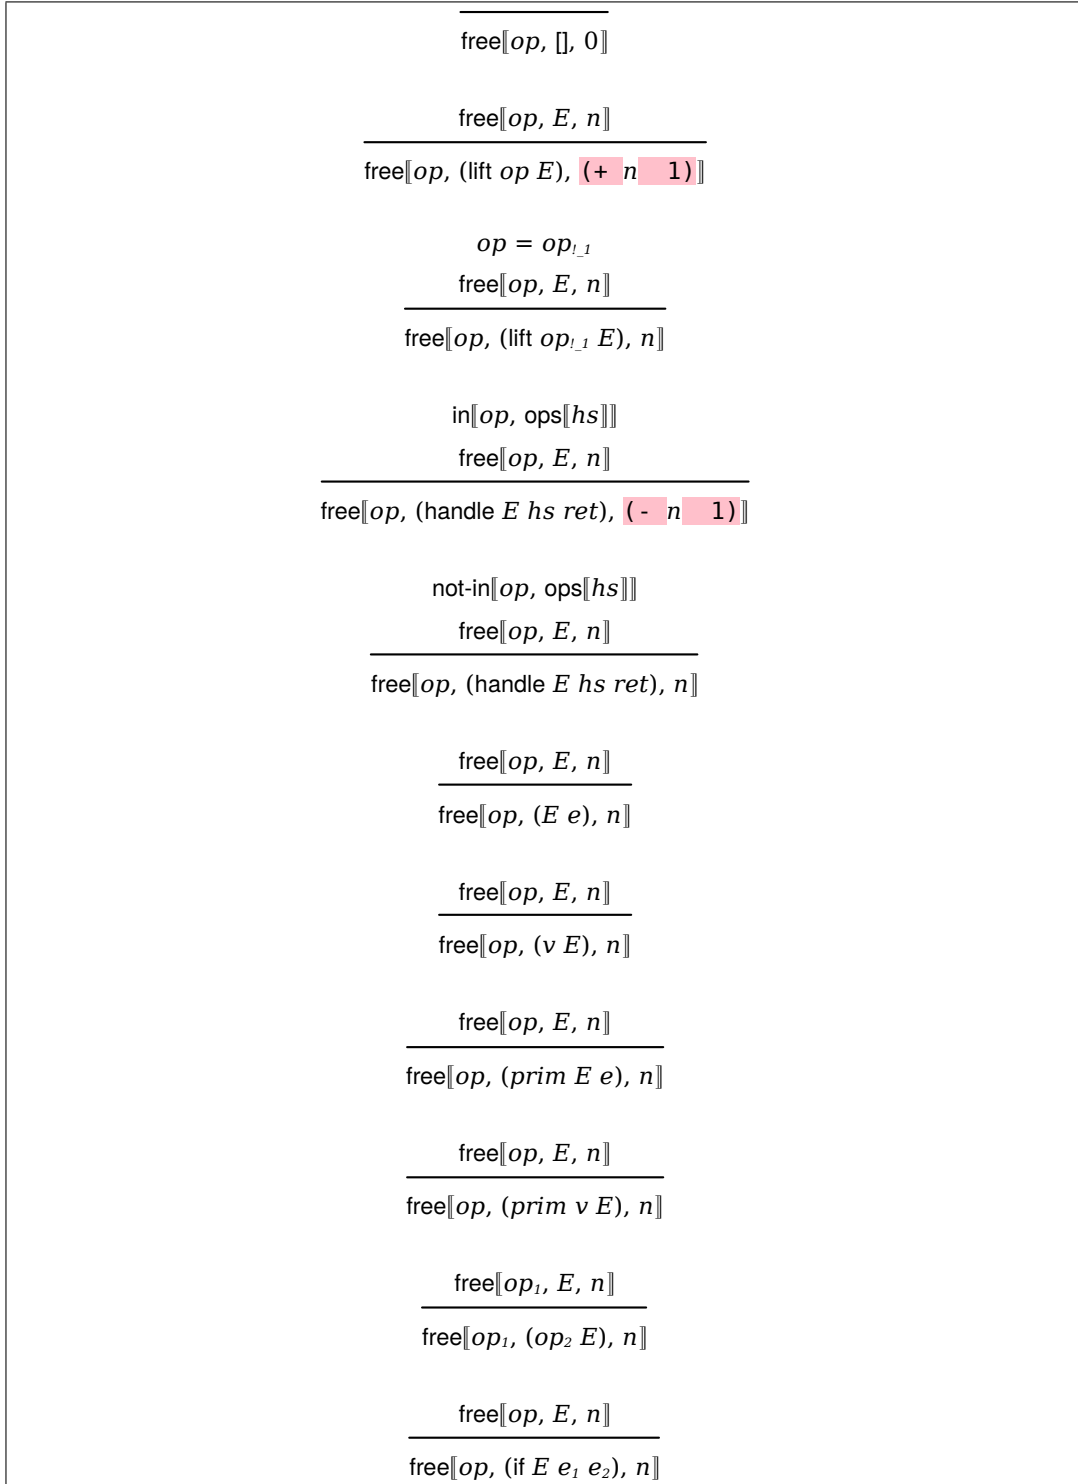 free⟦op, [], 0⟧
free⟦op, E, n⟧
free⟦op, (lift op E), (+ n 1)⟧
op = op!_1
free⟦op, E, n⟧
free⟦op, (lift op!_1 E), n⟧
in⟦op, ops⟦hs⟧⟧
free⟦op, E, n⟧
free⟦op, (handle E hs ret), (- n 1)⟧
not-in⟦op, ops⟦hs⟧⟧
free⟦op, E, n⟧
free⟦op, (handle E hs ret), n⟧
free⟦op, E, n⟧
free⟦op, (E e), n⟧
free⟦op, E, n⟧
free⟦op, (v E), n⟧
free⟦op, E, n⟧
free⟦op, (prim E e), n⟧
free⟦op, E, n⟧
free⟦op, (prim v E), n⟧
free⟦op₁, E, n⟧
free⟦op₁, (op₂ E), n⟧
free⟦op, E, n⟧
free⟦op, (if E e₁ e₂), n⟧